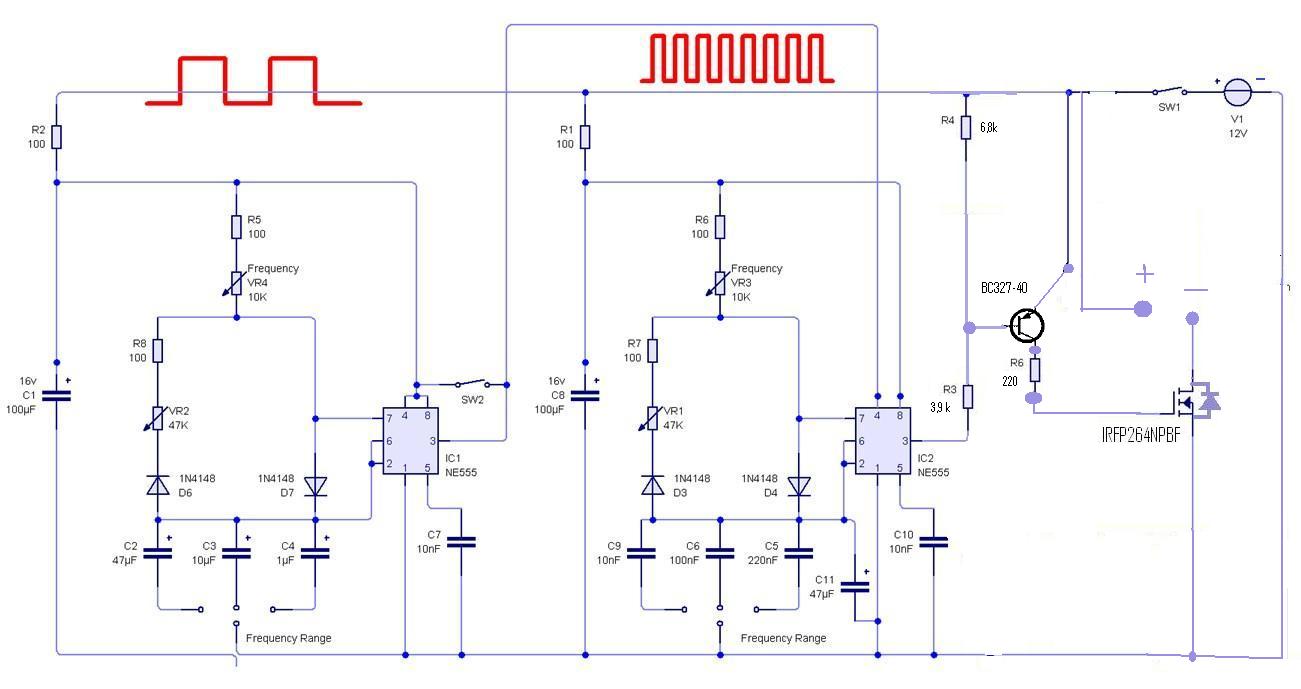 R2
100
R1
100
R4
6,8k
SW1
+
−
V1
12V
R5
100
Frequency
VR4
10K
R6
100
Frequency
VR3
10K
BC327-40
+
−
R8
100
R7
100
R6
220
16v
+
C1
100µF
VR2
47K
SW2
16v
+
C8
100µF
VR1
47K
R3
3,9 k
IRFP264NPBF
7
4
8
6
3
2
1
5
IC1
NE555
7
4
8
6
3
2
1
5
IC2
NE555
1N4148
D6
1N4148
D7
1N4148
D3
1N4148
D4
C2
47µF
+
C3
10µF
+
C4
1µF
+
C7
10nF
C9
10nF
C6
100nF
C5
220nF
C11
47µF
+
C10
10nF
Frequency Range
Frequency Range